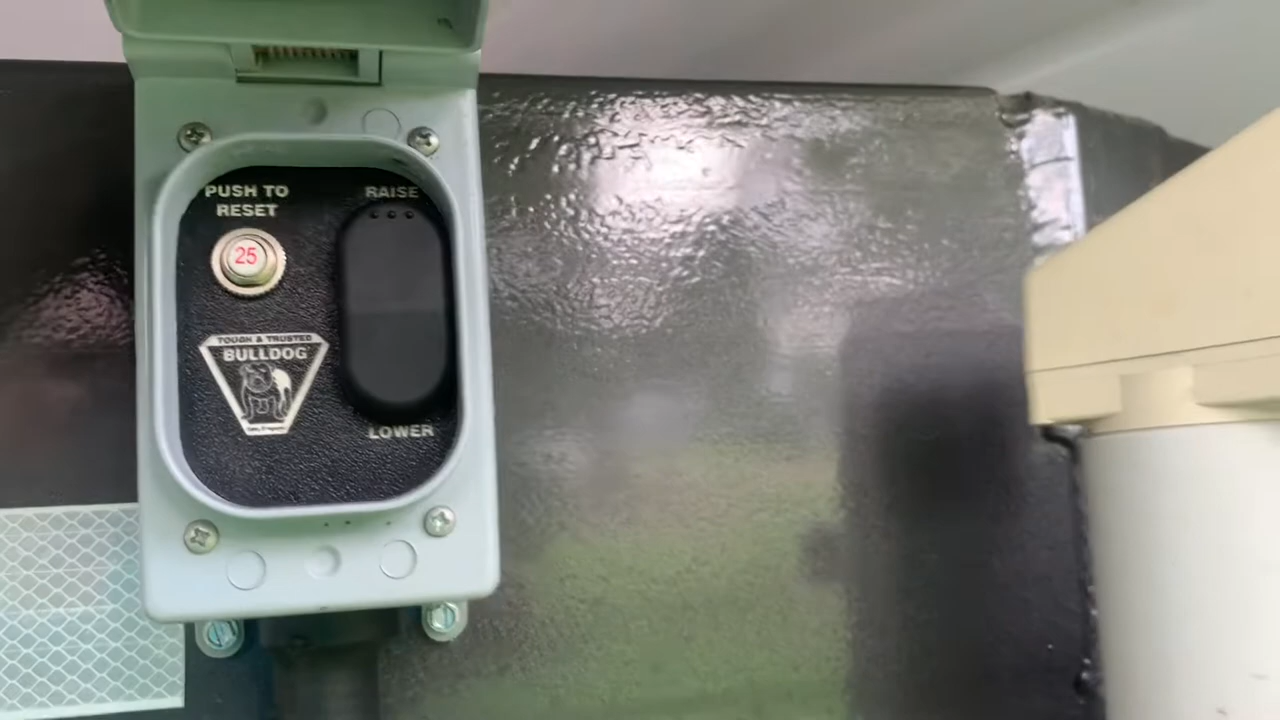 PUSH TO
RESET
RAISE
25
TOUGH & TRUSTED
BULLDOG
LOWER